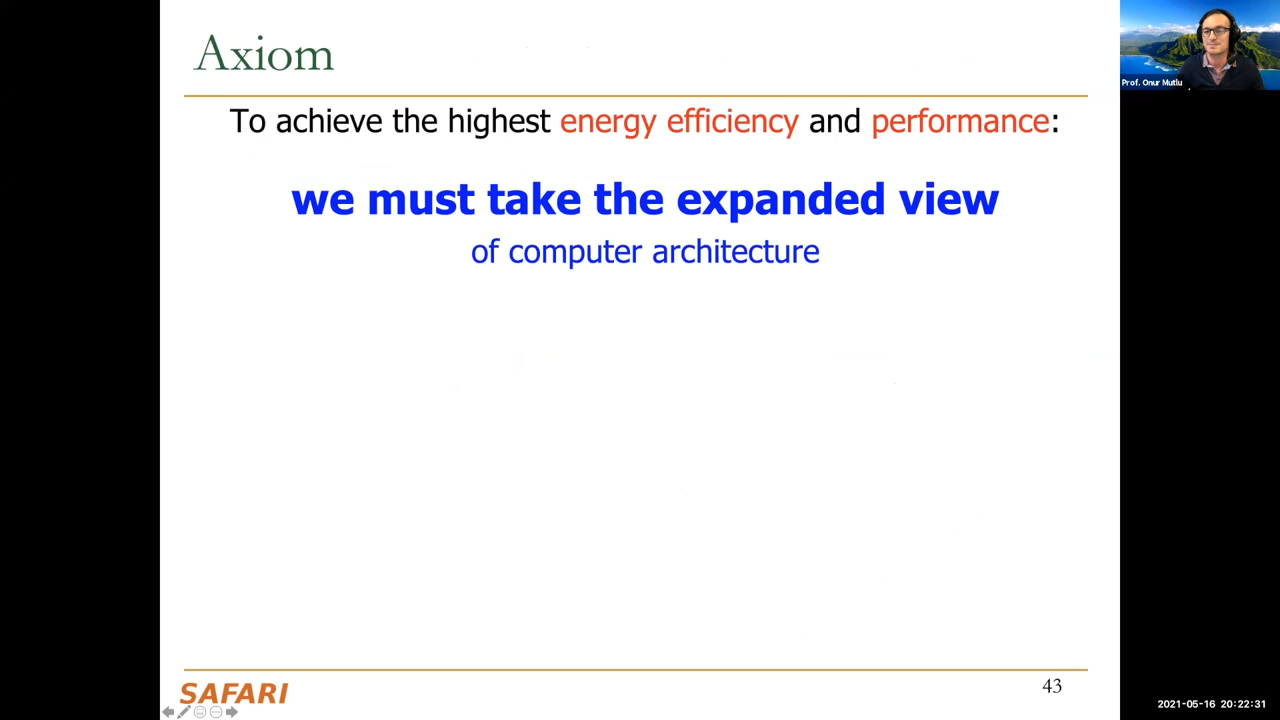 Axiom
Prof. Onur Mutlu
To achieve the highest energy efficiency and performance:
we must take the expanded view
of computer architecture
SAFARI
43
2021-05-16 20:22:31